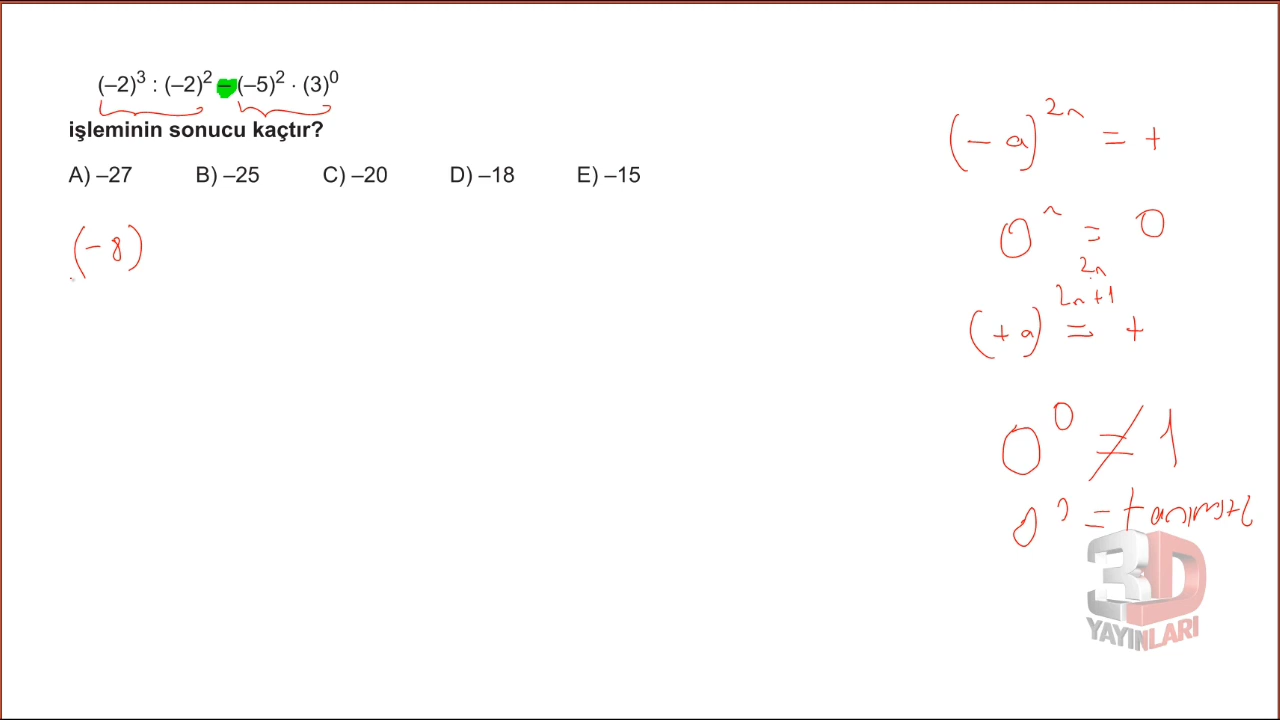 (–2)³ : (–2)² – (–5)² · (3)⁰
işleminin sonucu kaçtır?
A) –27 B) –25 C) –20 D) –18 E) –15
(-8)
(-a)²ⁿ = +
0ⁿ = 0
2n
(+a)²ⁿ⁺¹ = +
0⁰ ≠ 1
0⁰ = tanımsız
3D
YAYINLARI